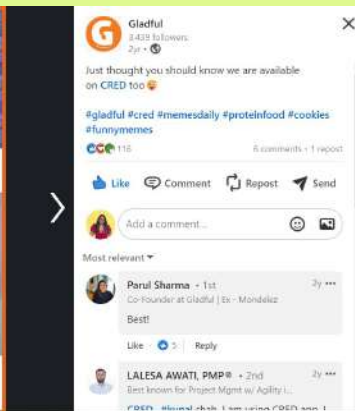 Gladful
3,439 followers
2yr •
Just thought you should know we are available
on CRED too
#gladful #cred #memesdaily #proteinfood #cookies
#funnymemes
116
6 comments • 1 repost
Like Comment Repost Send
Add a comment...
Most relevant
Parul Sharma • 1st
2y •••
Co-Founder at Gladful | Ex - Mondelez
Best!
Like 5 Reply
LALESA AWATI, PMP® • 2nd
2y •••
Best known for Project Mgmt w/ Agility i...
CRED #kunal shah I am using CRED app. I